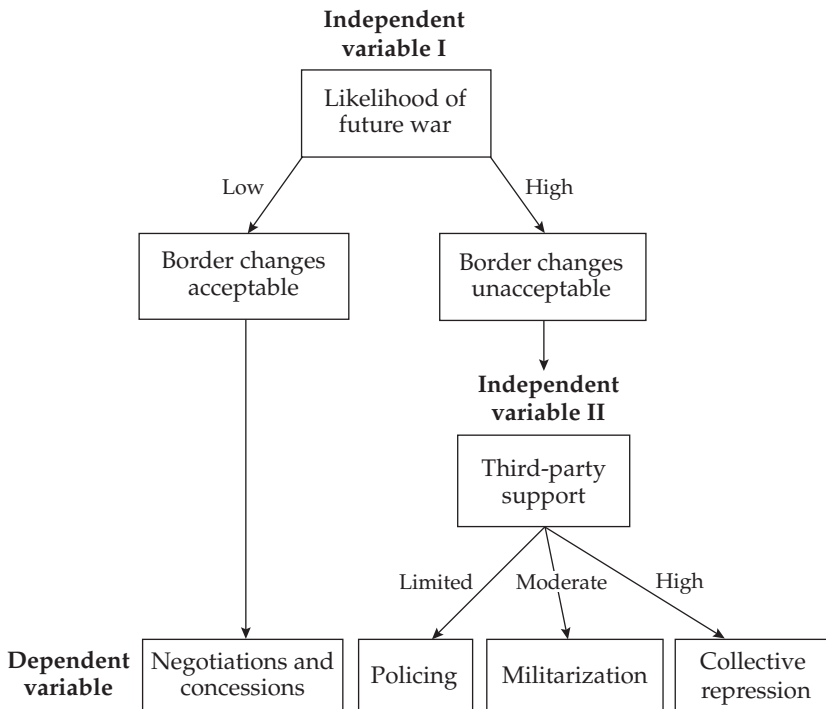 Independent
variable I
Likelihood of
future war
Low
High
Border changes
acceptable
Border changes
unacceptable
Independent
variable II
Third-party
support
Limited
Moderate
High
Dependent
variable
Negotiations and
concessions
Policing
Militarization
Collective
repression